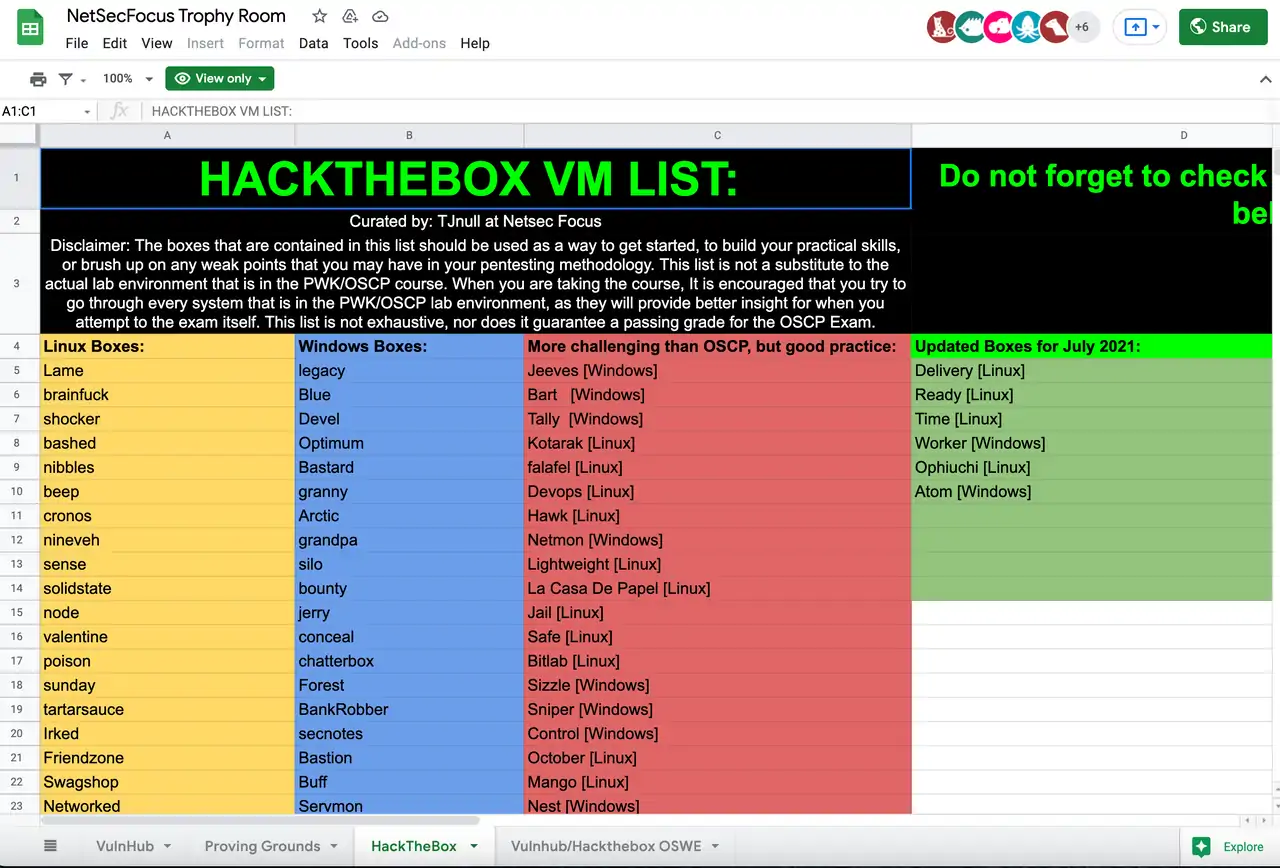 NetSecFocus Trophy Room
File Edit View Insert Format Data Tools Add-ons Help
+6
Share
100%
View only
A1:C1
fx
HACKTHEBOX VM LIST:
A B C D
1 HACKTHEBOX VM LIST: Do not forget to check
bel
2 Curated by: TJnull at Netsec Focus
Disclaimer: The boxes that are contained in this list should be used as a way to get started, to build your practical skills,
or brush up on any weak points that you may have in your pentesting methodology. This list is not a substitute to the
3 actual lab environment that is in the PWK/OSCP course. When you are taking the course, It is encouraged that you try to
go through every system that is in the PWK/OSCP lab environment, as they will provide better insight for when you
attempt to the exam itself. This list is not exhaustive, nor does it guarantee a passing grade for the OSCP Exam.
4 Linux Boxes: Windows Boxes: More challenging than OSCP, but good practice: Updated Boxes for July 2021:
5 Lame legacy Jeeves [Windows] Delivery [Linux]
6 brainfuck Blue Bart [Windows] Ready [Linux]
7 shocker Devel Tally [Windows] Time [Linux]
8 bashed Optimum Kotarak [Linux] Worker [Windows]
9 nibbles Bastard falafel [Linux] Ophiuchi [Linux]
10 beep granny Devops [Linux] Atom [Windows]
11 cronos Arctic Hawk [Linux]
12 nineveh grandpa Netmon [Windows]
13 sense silo Lightweight [Linux]
14 solidstate bounty La Casa De Papel [Linux]
15 node jerry Jail [Linux]
16 valentine conceal Safe [Linux]
17 poison chatterbox Bitlab [Linux]
18 sunday Forest Sizzle [Windows]
19 tartarsauce BankRobber Sniper [Windows]
20 Irked secnotes Control [Windows]
21 Friendzone Bastion October [Linux]
22 Swagshop Buff Mango [Linux]
23 Networked Servmon Nest [Windows]
VulnHub Proving Grounds HackTheBox Vulnhub/Hackthebox OSWE Explore